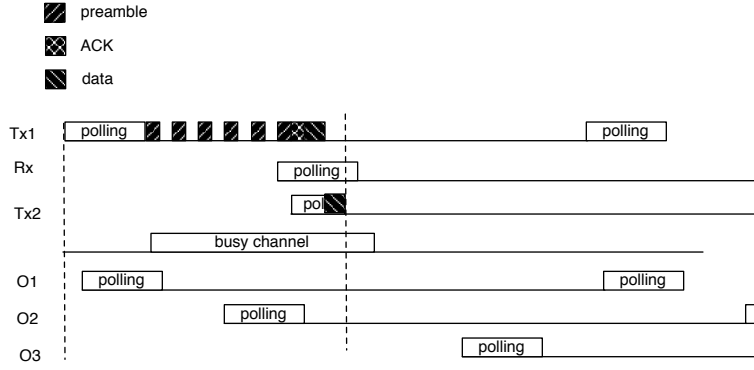 preamble
ACK
data
Tx1 polling polling
Rx polling
Tx2 pol
busy channel
O1 polling polling
O2 polling
O3 polling